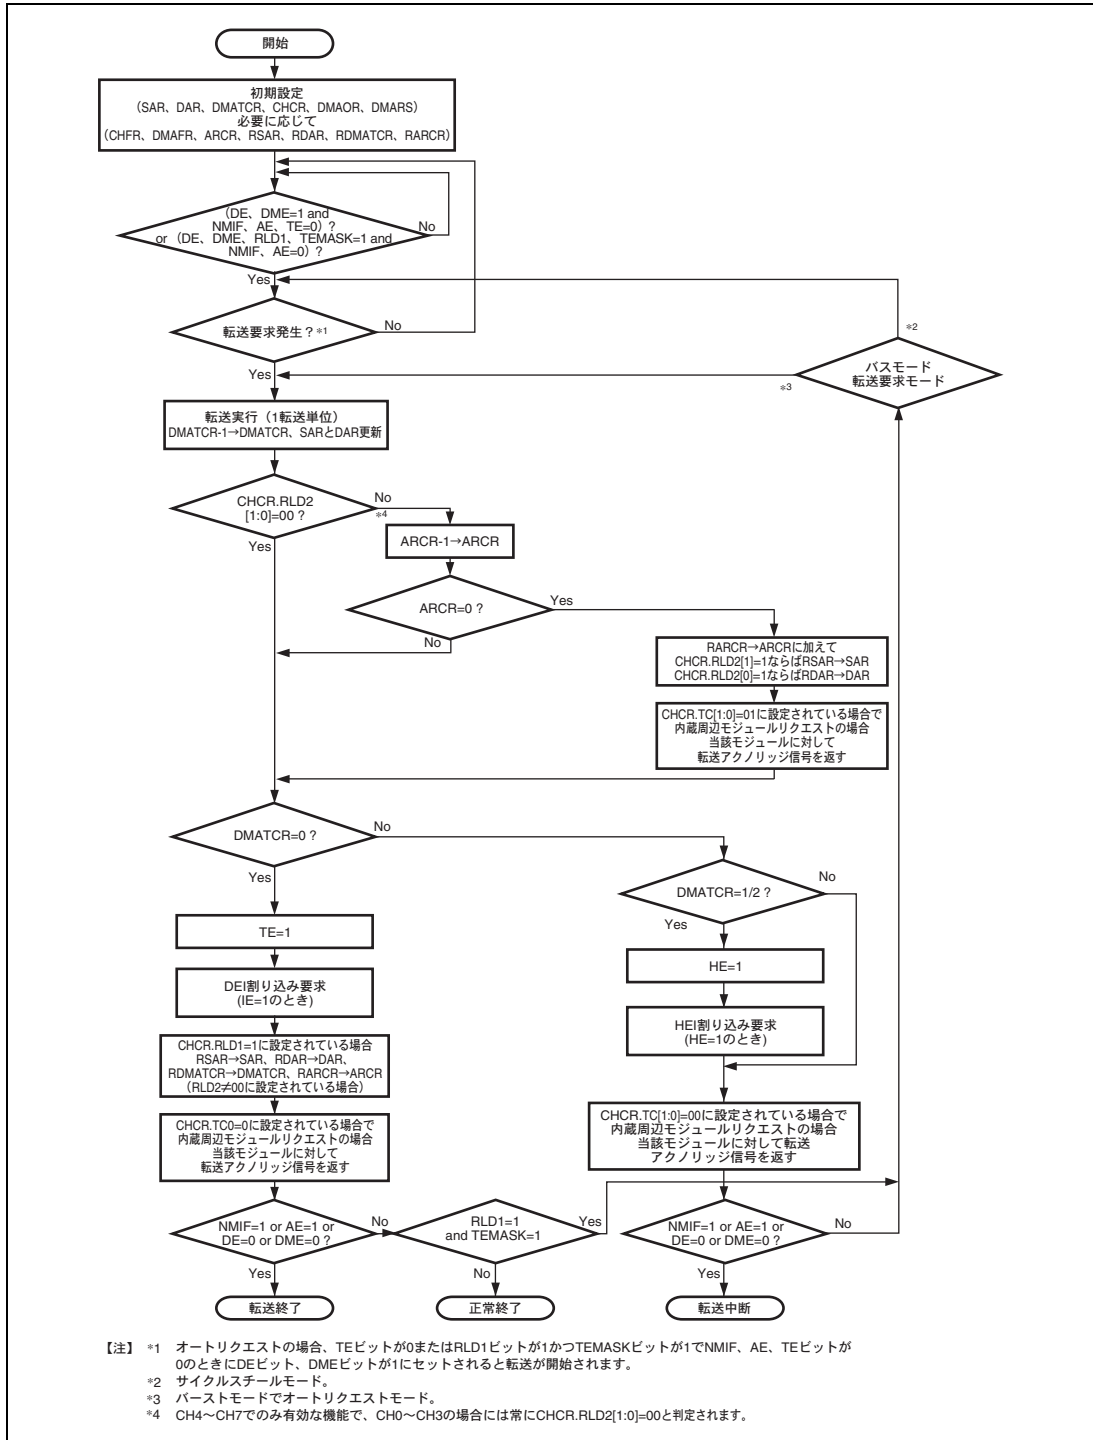 開始
初期設定
（SAR、DAR、DMATCR、CHCR、DMAOR、DMARS）
必要に応じて
（CHFR、DMAFR、ARCR、RSAR、RDAR、RDMATCR、RARCR）
（DE、DME=1 and
NMIF、AE、TE=0）？
or（DE、DME、RLD1、TEMASK=1 and
NMIF、AE=0）？
No
Yes
転送要求発生？*1
No
Yes
*2
バスモード
転送要求モード
*3
転送実行（1転送単位）
DMATCR-1→DMATCR、SARとDAR更新
CHCR.RLD2
[1:0]=00？
No
*4
Yes
ARCR-1→ARCR
ARCR=0？
Yes
No
RARCR→ARCRに加えて
CHCR.RLD2[1]=1ならばRSAR→SAR
CHCR.RLD2[0]=1ならばRDAR→DAR
CHCR.TC[1:0]=01に設定されている場合で
内蔵周辺モジュールリクエストの場合
当該モジュールに対して
転送アクノリッジ信号を返す
DMATCR=0？
No
Yes
DMATCR=1/2？
No
Yes
TE=1
HE=1
DEI割り込み要求
(IE=1のとき)
HEI割り込み要求
(HE=1のとき)
CHCR.RLD1=1に設定されている場合
RSAR→SAR、RDAR→DAR、
RDMATCR→DMATCR、RARCR→ARCR
（RLD2≠00に設定されている場合）
CHCR.TC[1:0]=00に設定されている場合で
内蔵周辺モジュールリクエストの場合
当該モジュールに対して転送
アクノリッジ信号を返す
CHCR.TC0=0に設定されている場合で
内蔵周辺モジュールリクエストの場合
当該モジュールに対して
転送アクノリッジ信号を返す
NMIF=1 or AE=1 or
DE=0 or DME=0？
No
Yes
RLD1=1
and TEMASK=1
Yes
No
NMIF=1 or AE=1 or
DE=0 or DME=0？
No
Yes
転送終了
正常終了
転送中断
【注】 *1 オートリクエストの場合、TEビットが0またはRLD1ビットが1かつTEMASKビットが1でNMIF、AE、TEビットが
0のときにDEビット、DMEビットが1にセットされると転送が開始されます。
*2 サイクルスチールモード。
*3 バーストモードでオートリクエストモード。
*4 CH4～CH7でのみ有効な機能で、CH0～CH3の場合には常にCHCR.RLD2[1:0]=00と判定されます。